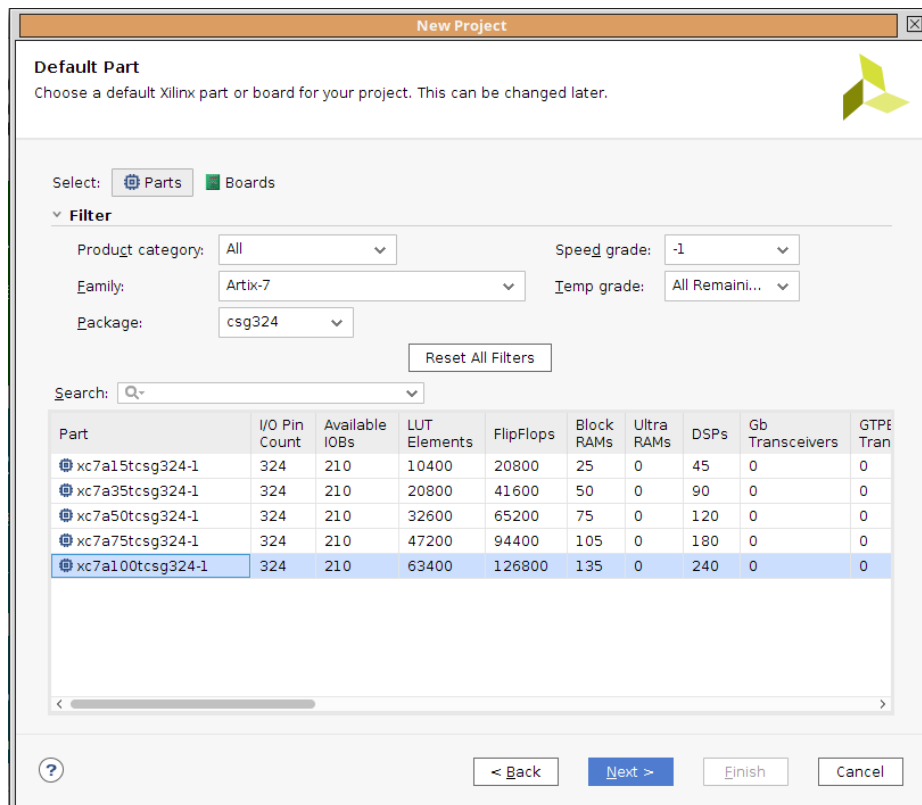 New Project
Default Part
Choose a default Xilinx part or board for your project. This can be changed later.
Select: Parts Boards
Filter
Product category: All Speed grade: -1
Family: Artix-7 Temp grade: All Remaini...
Package: csg324
Reset All Filters
Search:
Part I/O Pin Count Available IOBs LUT Elements FlipFlops Block RAMs Ultra RAMs DSPs Gb Transceivers GTPE Tran
xc7a15tcsg324-1 324 210 10400 20800 25 0 45 0 0
xc7a35tcsg324-1 324 210 20800 41600 50 0 90 0 0
xc7a50tcsg324-1 324 210 32600 65200 75 0 120 0 0
xc7a75tcsg324-1 324 210 47200 94400 105 0 180 0 0
xc7a100tcsg324-1 324 210 63400 126800 135 0 240 0 0
? < Back Next > Finish Cancel